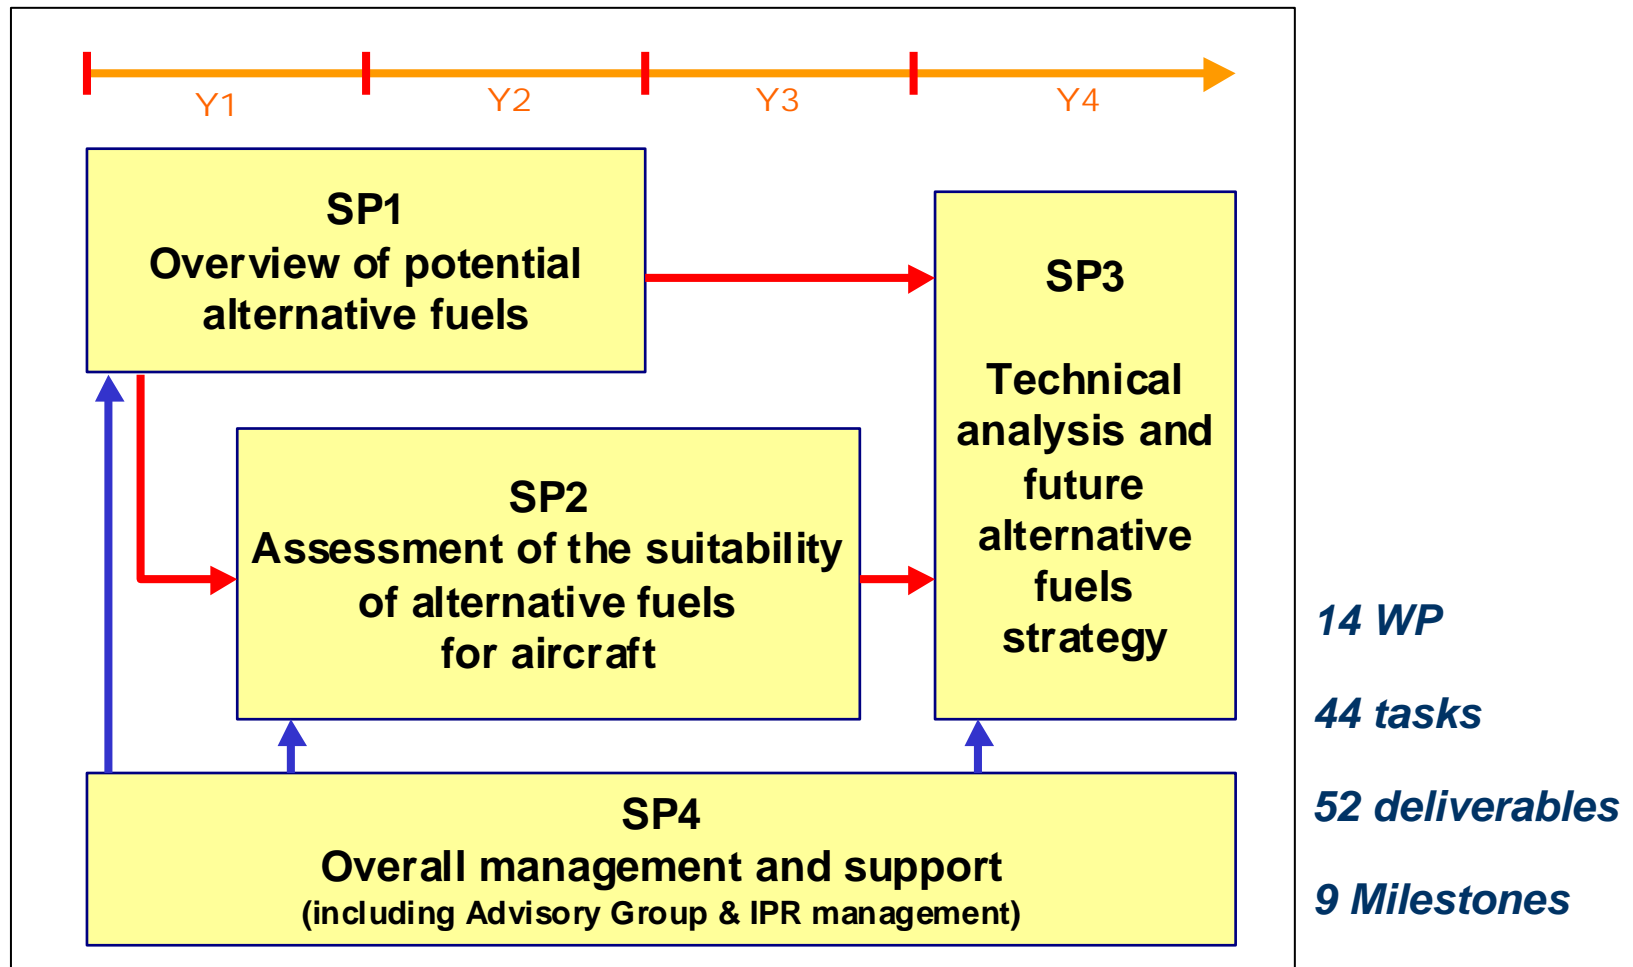 Y1
Y2
Y3
Y4
SP1
Overview of potential
alternative fuels
SP2
Assessment of the suitability
of alternative fuels
for aircraft
SP3
Technical
analysis and
future
alternative
fuels
strategy
SP4
Overall management and support
(including Advisory Group & IPR management)
14 WP
44 tasks
52 deliverables
9 Milestones